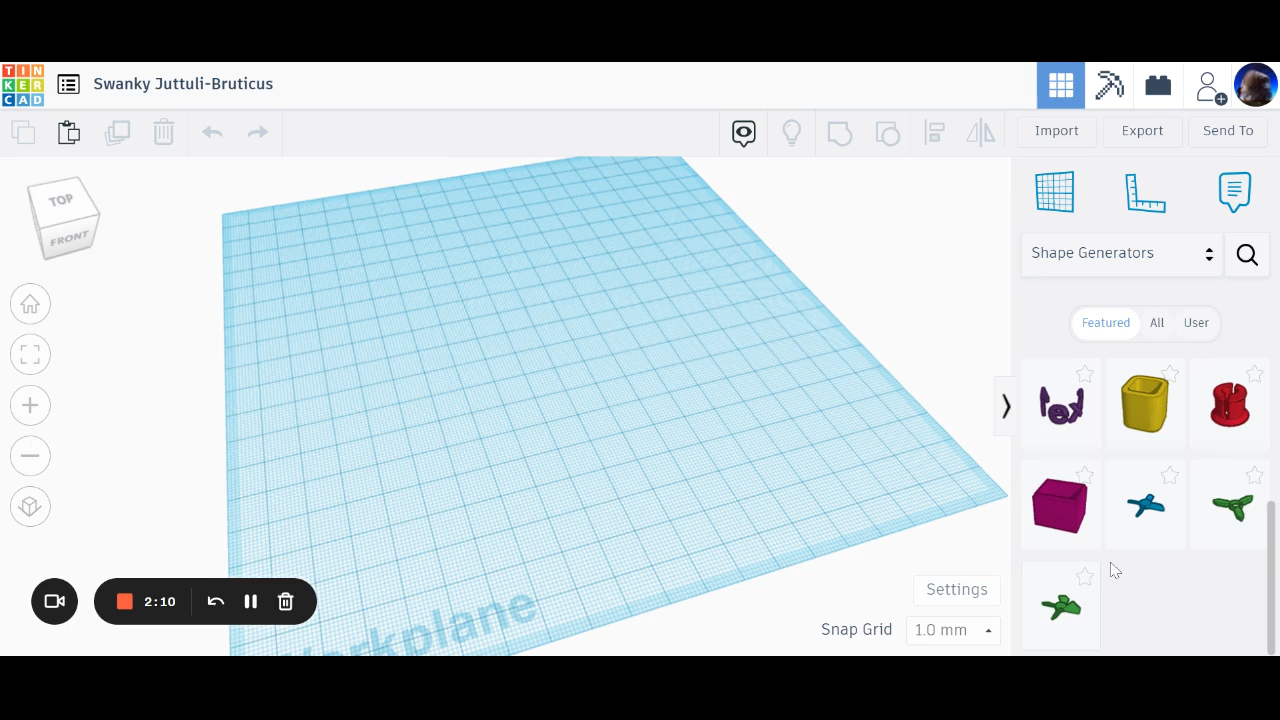 TIN
KER
CAD
Swanky Juttuli-Bruticus
Import
Export
Send To
TOP
FRONT
Shape Generators
Featured
All
User
Workplane
2:10
Settings
Snap Grid
1.0 mm